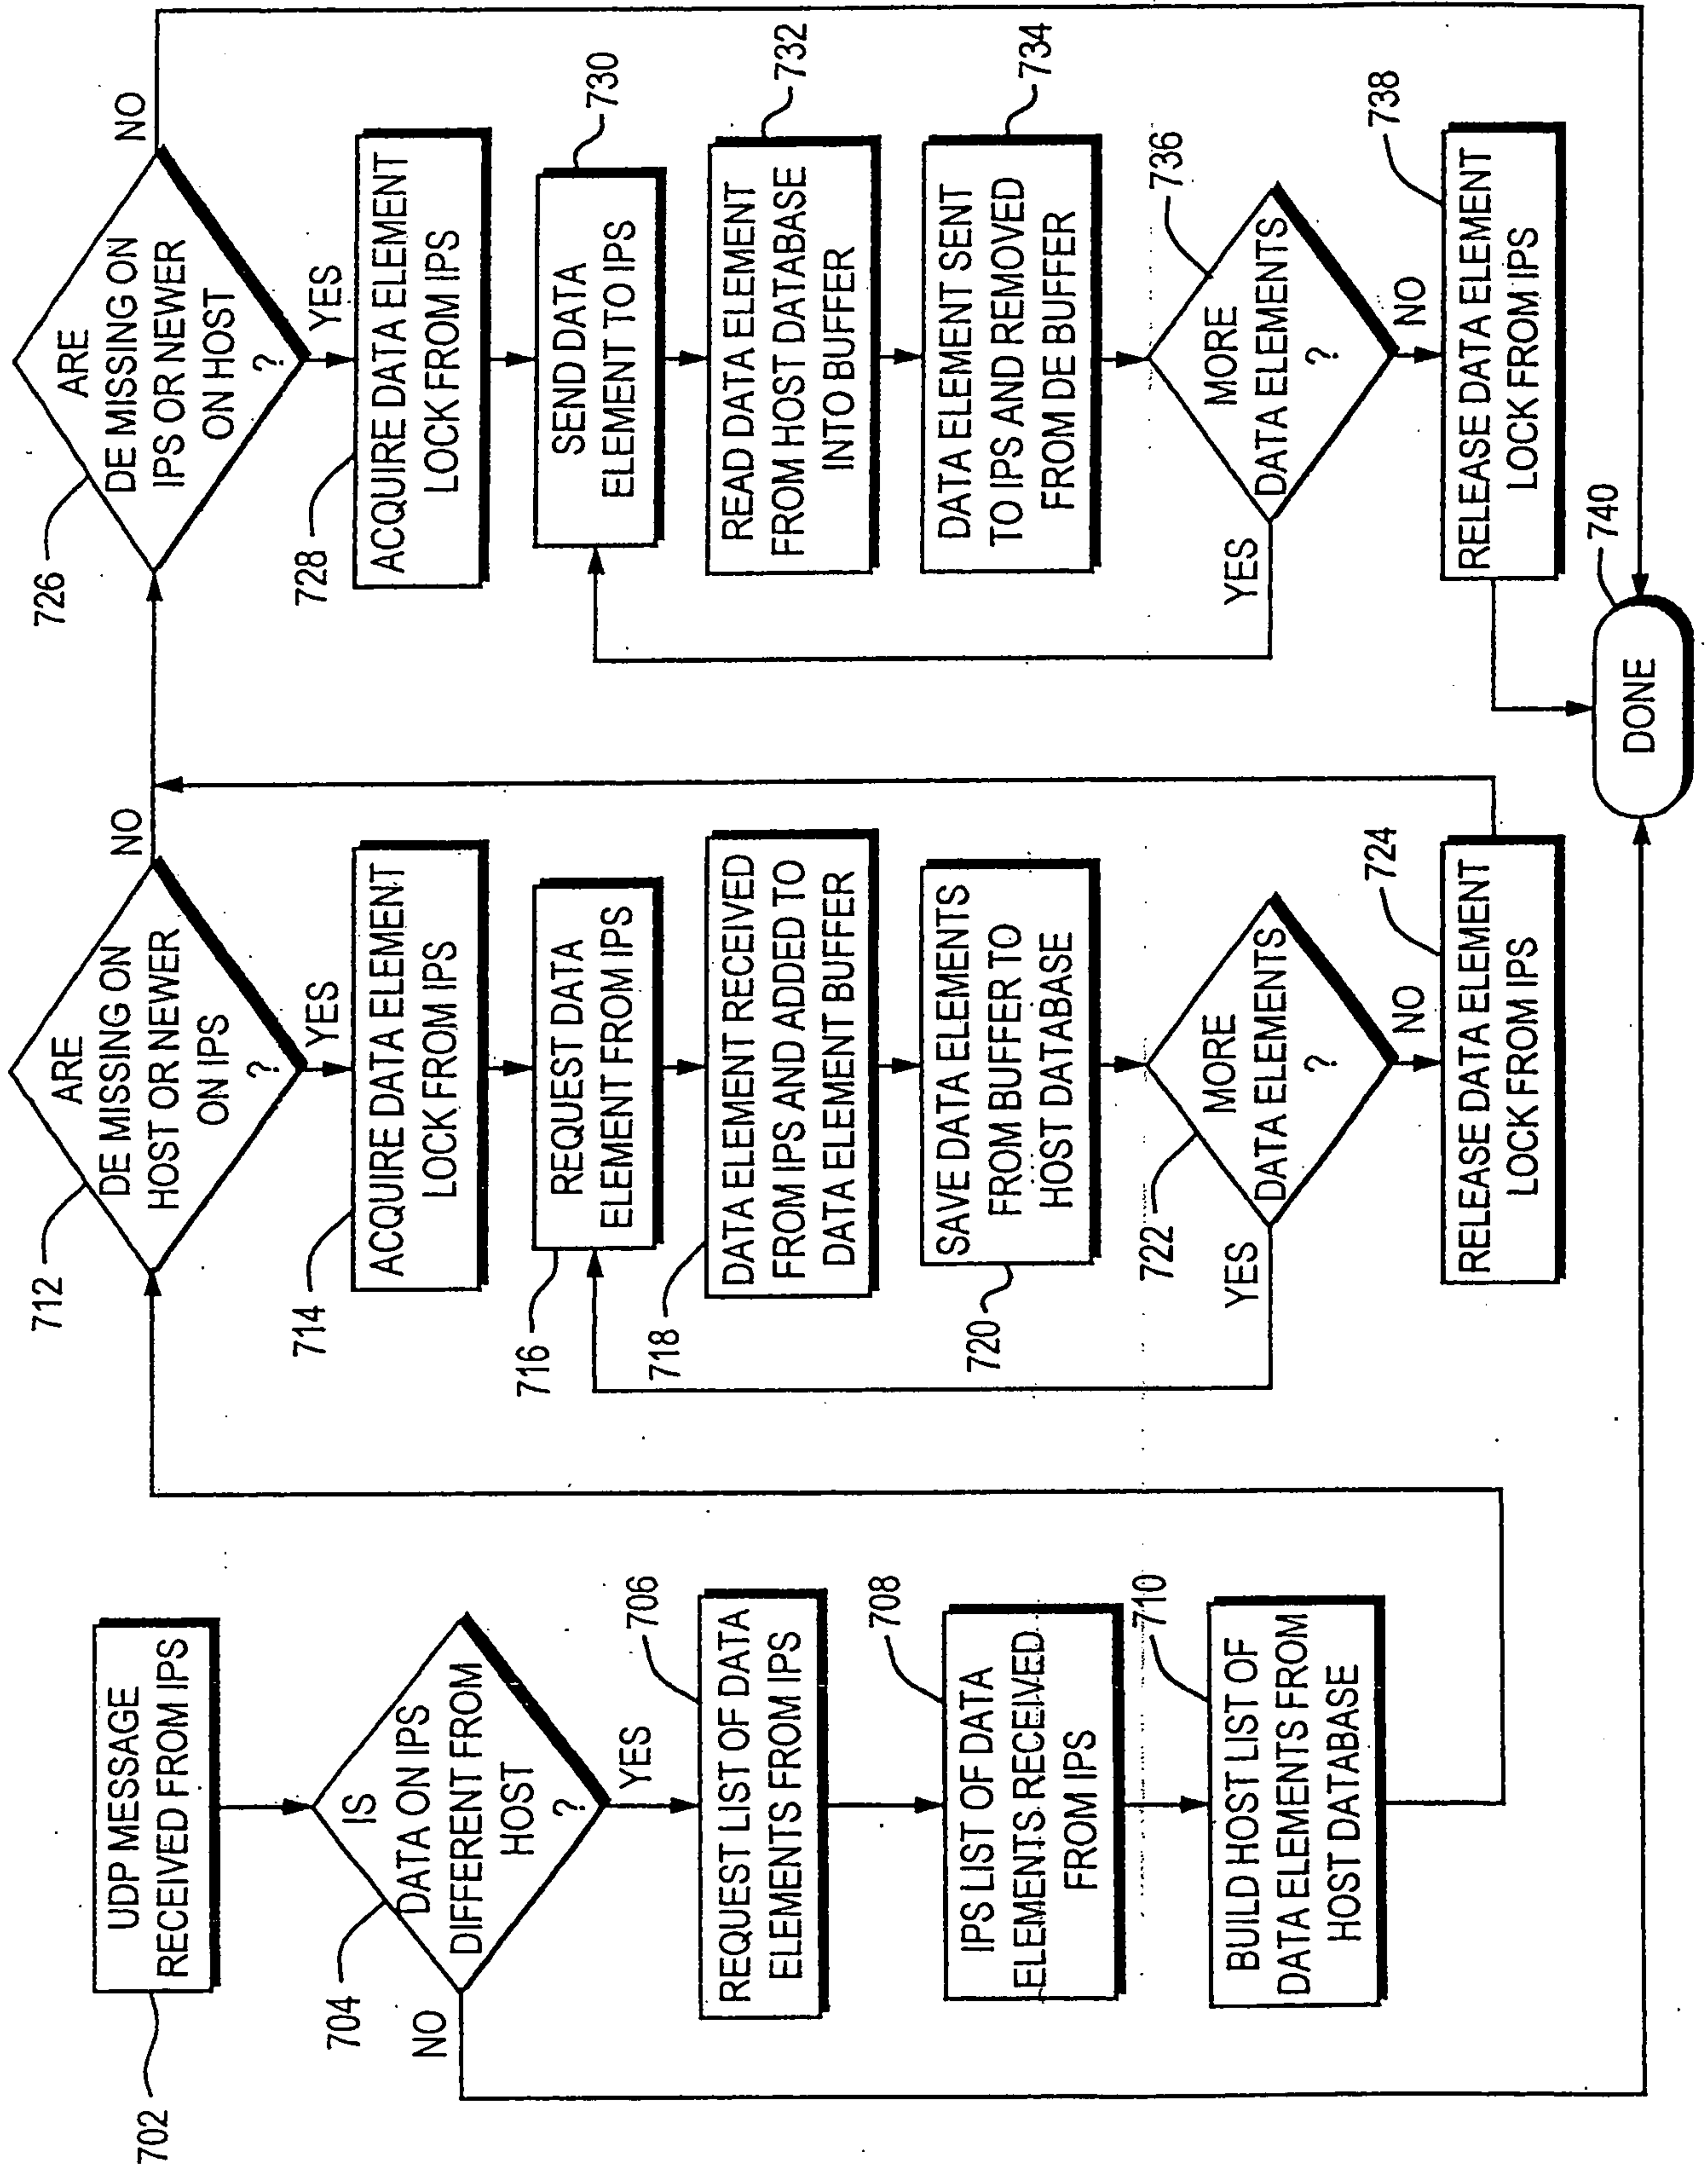 702
UDP MESSAGE
RECEIVED FROM IPS
704
IS
DATA ON IPS
DIFFERENT FROM
HOST
?
NO
YES
706
REQUEST LIST OF DATA
ELEMENTS FROM IPS
708
IPS LIST OF DATA
ELEMENTS RECEIVED
FROM IPS
710
BUILD HOST LIST OF
DATA ELEMENTS FROM
HOST DATABASE
712
ARE
DE MISSING ON
HOST OR NEWER
ON IPS
?
NO
YES
714
ACQUIRE DATA ELEMENT
LOCK FROM IPS
716
REQUEST DATA
ELEMENT FROM IPS
718
DATA ELEMENT RECEIVED
FROM IPS AND ADDED TO
DATA ELEMENT BUFFER
720
SAVE DATA ELEMENTS
FROM BUFFER TO
HOST DATABASE
722
MORE
DATA ELEMENTS
?
YES
NO
724
RELEASE DATA ELEMENT
LOCK FROM IPS
726
ARE
DE MISSING ON
IPS OR NEWER
ON HOST
?
NO
YES
728
ACQUIRE DATA ELEMENT
LOCK FROM IPS
730
SEND DATA
ELEMENT TO IPS
732
READ DATA ELEMENT
FROM HOST DATABASE
INTO BUFFER
734
DATA ELEMENT SENT
TO IPS AND REMOVED
FROM DE BUFFER
736
MORE
DATA ELEMENTS
?
YES
NO
738
RELEASE DATA ELEMENT
LOCK FROM IPS
740
DONE